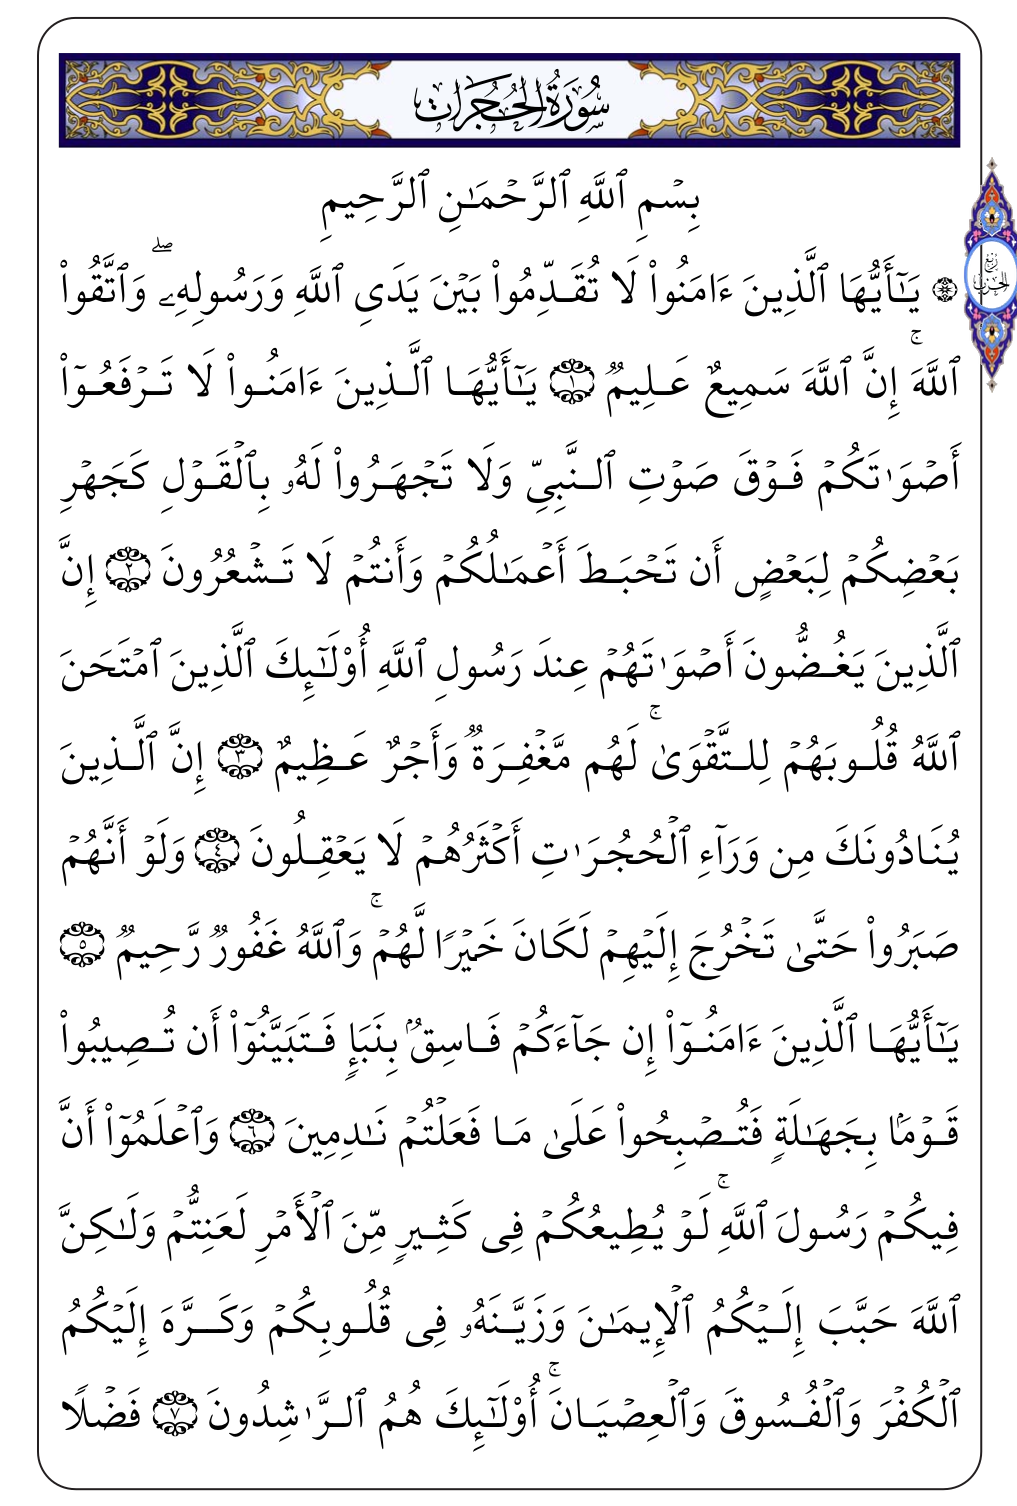 سُورَةُ الحُجُرَات
بِسۡمِ ٱللَّهِ ٱلرَّحۡمَـٰنِ ٱلرَّحِيمِ
ربع
الحزب
۞ يَـٰٓأَيُّهَا ٱلَّذِينَ ءَامَنُوا۟ لَا تُقَدِّمُوا۟ بَيۡنَ يَدَىِ ٱللَّهِ وَرَسُولِهِۦۖ وَٱتَّقُوا۟
ٱللَّهَۚ إِنَّ ٱللَّهَ سَمِيعٌ عَلِيمٌۭ ١ يَـٰٓأَيُّهَا ٱلَّذِينَ ءَامَنُوا۟ لَا تَرۡفَعُوٓا۟
أَصۡوَٰتَكُمۡ فَوۡقَ صَوۡتِ ٱلنَّبِىِّ وَلَا تَجۡهَرُوا۟ لَهُۥ بِٱلۡقَوۡلِ كَجَهۡرِ
بَعۡضِكُمۡ لِبَعۡضٍ أَن تَحۡبَطَ أَعۡمَـٰلُكُمۡ وَأَنتُمۡ لَا تَشۡعُرُونَ ٢ إِنَّ
ٱلَّذِينَ يَغُضُّونَ أَصۡوَٰتَهُمۡ عِندَ رَسُولِ ٱللَّهِ أُو۟لَـٰٓئِكَ ٱلَّذِينَ ٱمۡتَحَنَ
ٱللَّهُ قُلُوبَهُمۡ لِلتَّقۡوَىٰۚ لَهُم مَّغۡفِرَةٌۭ وَأَجۡرٌ عَظِيمٌ ٣ إِنَّ ٱلَّذِينَ
يُنَادُونَكَ مِن وَرَآءِ ٱلۡحُجُرَٰتِ أَكۡثَرُهُمۡ لَا يَعۡقِلُونَ ٤ وَلَوۡ أَنَّهُمۡ
صَبَرُوا۟ حَتَّىٰ تَخۡرُجَ إِلَيۡهِمۡ لَكَانَ خَيۡرًۭا لَّهُمۡۚ وَٱللَّهُ غَفُورٌۭ رَّحِيمٌۭ ٥
يَـٰٓأَيُّهَا ٱلَّذِينَ ءَامَنُوٓا۟ إِن جَآءَكُمۡ فَاسِقٌۢ بِنَبَإٍۢ فَتَبَيَّنُوٓا۟ أَن تُصِيبُوا۟
قَوۡمَۢا بِجَهَـٰلَةٍۢ فَتُصۡبِحُوا۟ عَلَىٰ مَا فَعَلۡتُمۡ نَـٰدِمِينَ ٦ وَٱعۡلَمُوٓا۟ أَنَّ
فِيكُمۡ رَسُولَ ٱللَّهِۚ لَوۡ يُطِيعُكُمۡ فِى كَثِيرٍۢ مِّنَ ٱلۡأَمۡرِ لَعَنِتُّمۡ وَلَـٰكِنَّ
ٱللَّهَ حَبَّبَ إِلَيۡكُمُ ٱلۡإِيمَـٰنَ وَزَيَّنَهُۥ فِى قُلُوبِكُمۡ وَكَرَّهَ إِلَيۡكُمُ
ٱلۡكُفۡرَ وَٱلۡفُسُوقَ وَٱلۡعِصۡيَانَۚ أُو۟لَـٰٓئِكَ هُمُ ٱلرَّٰشِدُونَ ٧ فَضۡلًۭا